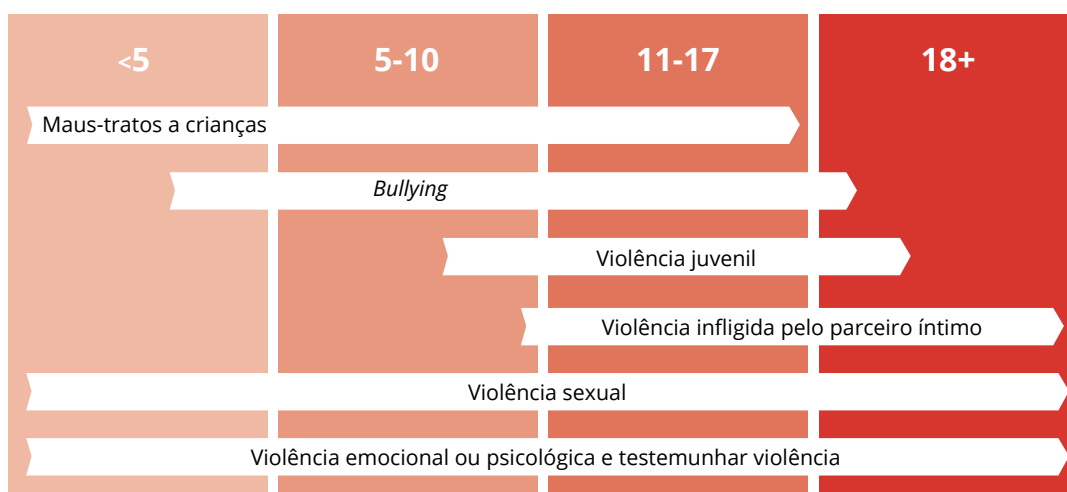 <5 5-10 11-17 18+
Maus-tratos a crianças
Bullying
Violência juvenil
Violência infligida pelo parceiro íntimo
Violência sexual
Violência emocional ou psicológica e testemunhar violência